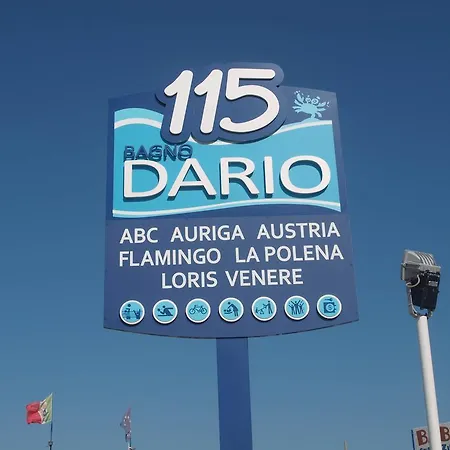 115
BAGNO
DARIO
ABC AURIGA AUSTRIA
FLAMINGO LA POLENA
LORIS VENERE